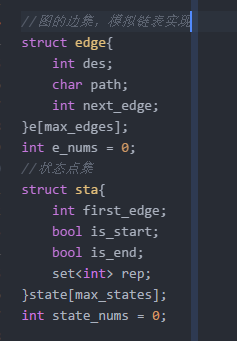 //图的边集，模拟链表实现
struct edge{
int des;
char path;
int next_edge;
}e[max_edges];
int e_nums = 0;
//状态点集
struct sta{
int first_edge;
bool is_start;
bool is_end;
set<int> rep;
}state[max_states];
int state_nums = 0;